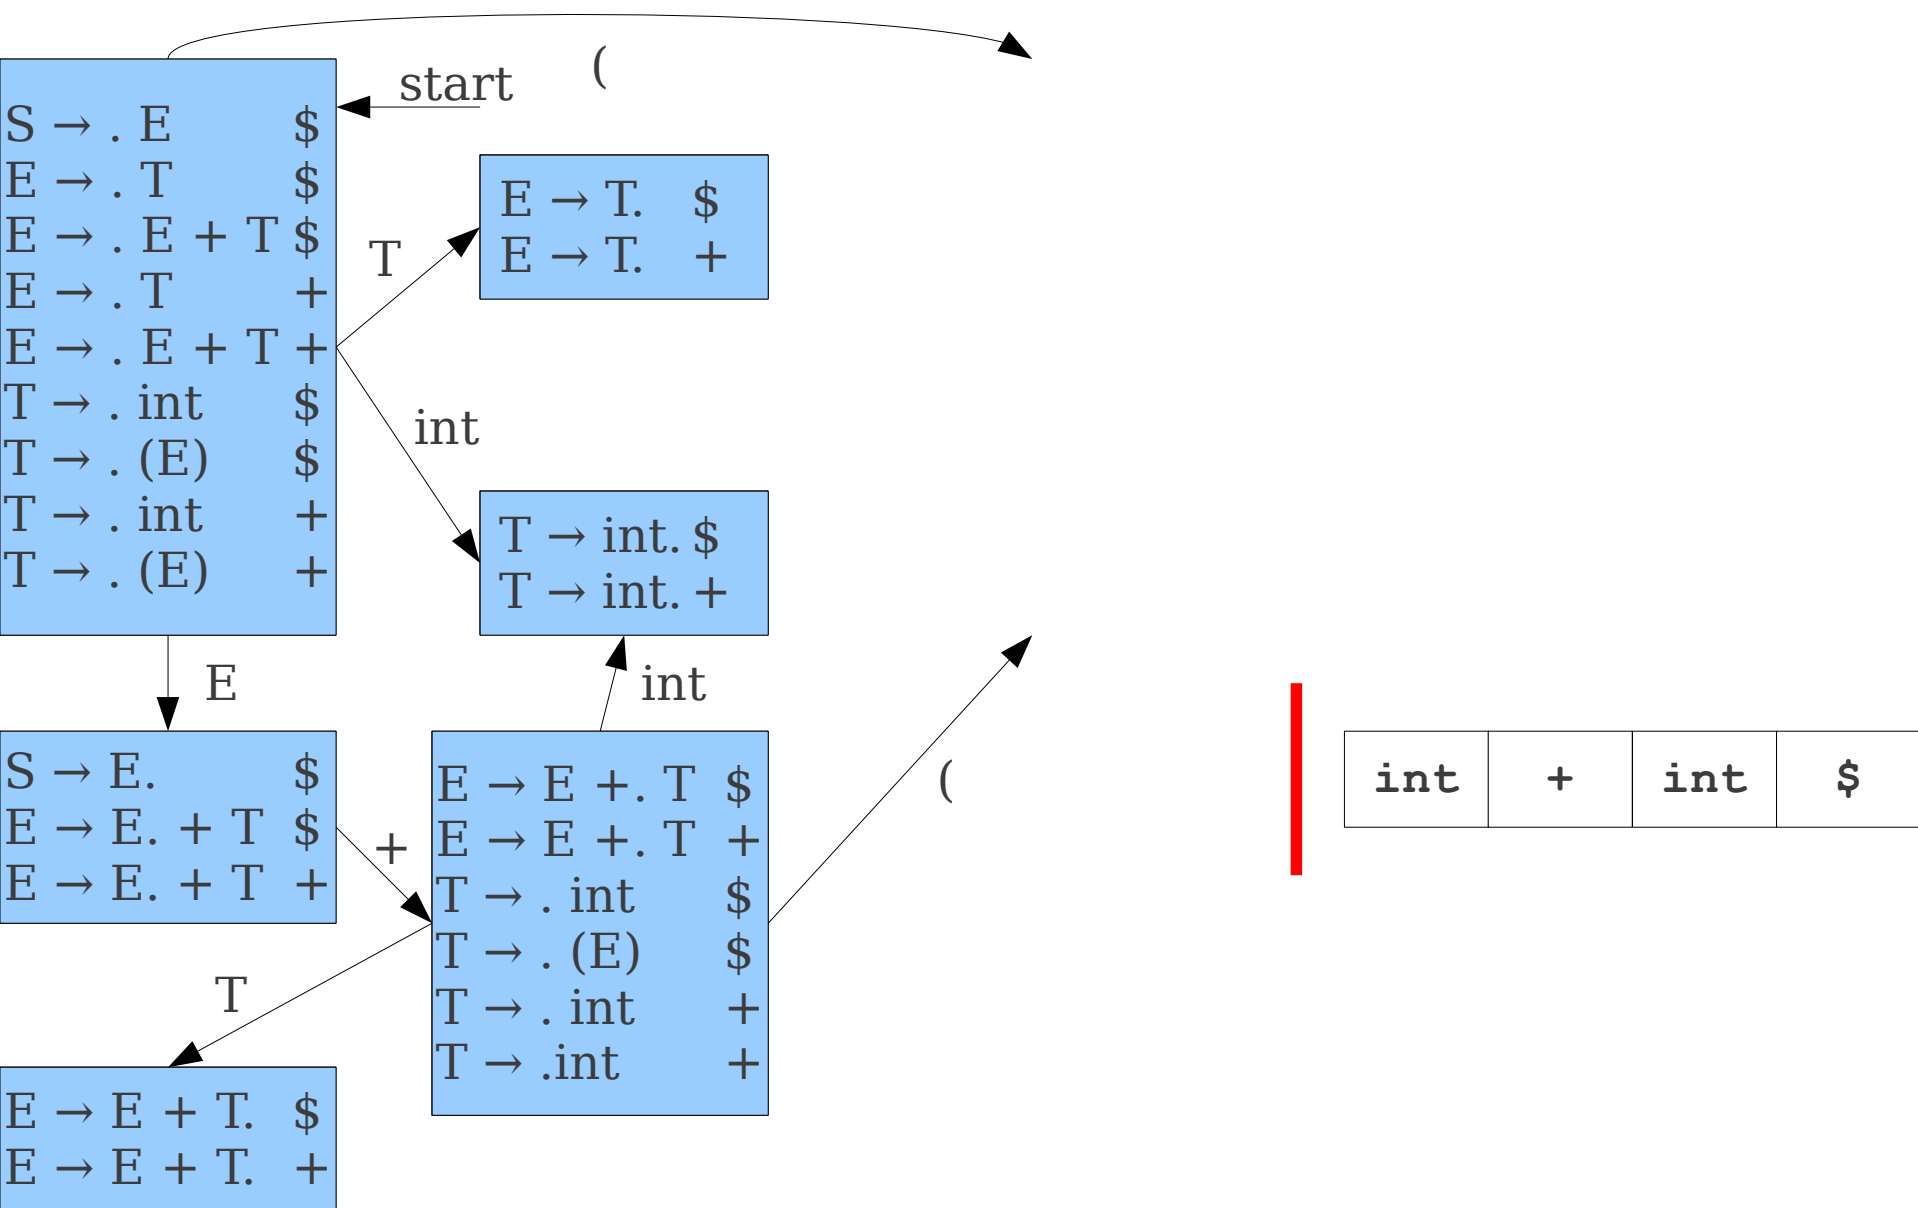 (
start
S → . E $
E → . T $
E → . E + T $
E → . T +
E → . E + T +
T → . int $
T → . (E) $
T → . int +
T → . (E) +
T
E → T. $
E → T. +
int
T → int. $
T → int. +
E
int
S → E. $
E → E. + T $
E → E. + T +
+
E → E +. T $
E → E +. T +
T → . int $
T → . (E) $
T → . int +
T → .int +
(
int + int $
T
E → E + T. $
E → E + T. +